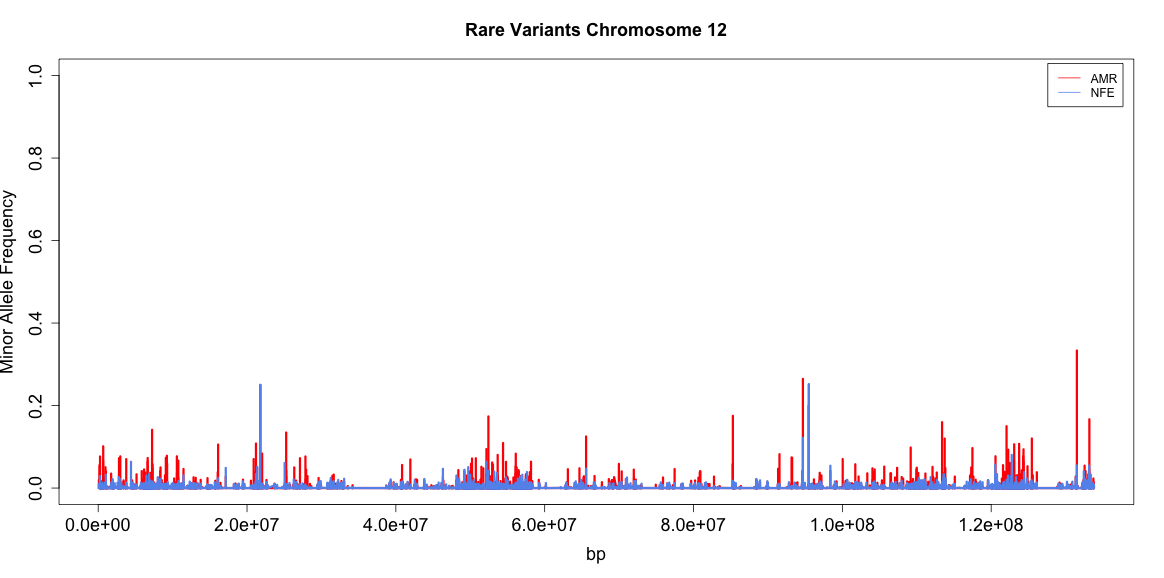 Rare Variants Chromosome 12
AMR
NFE
Minor Allele Frequency
1.0
0.8
0.6
0.4
0.2
0.0
0.0e+00 2.0e+07 4.0e+07 6.0e+07 8.0e+07 1.0e+08 1.2e+08
bp